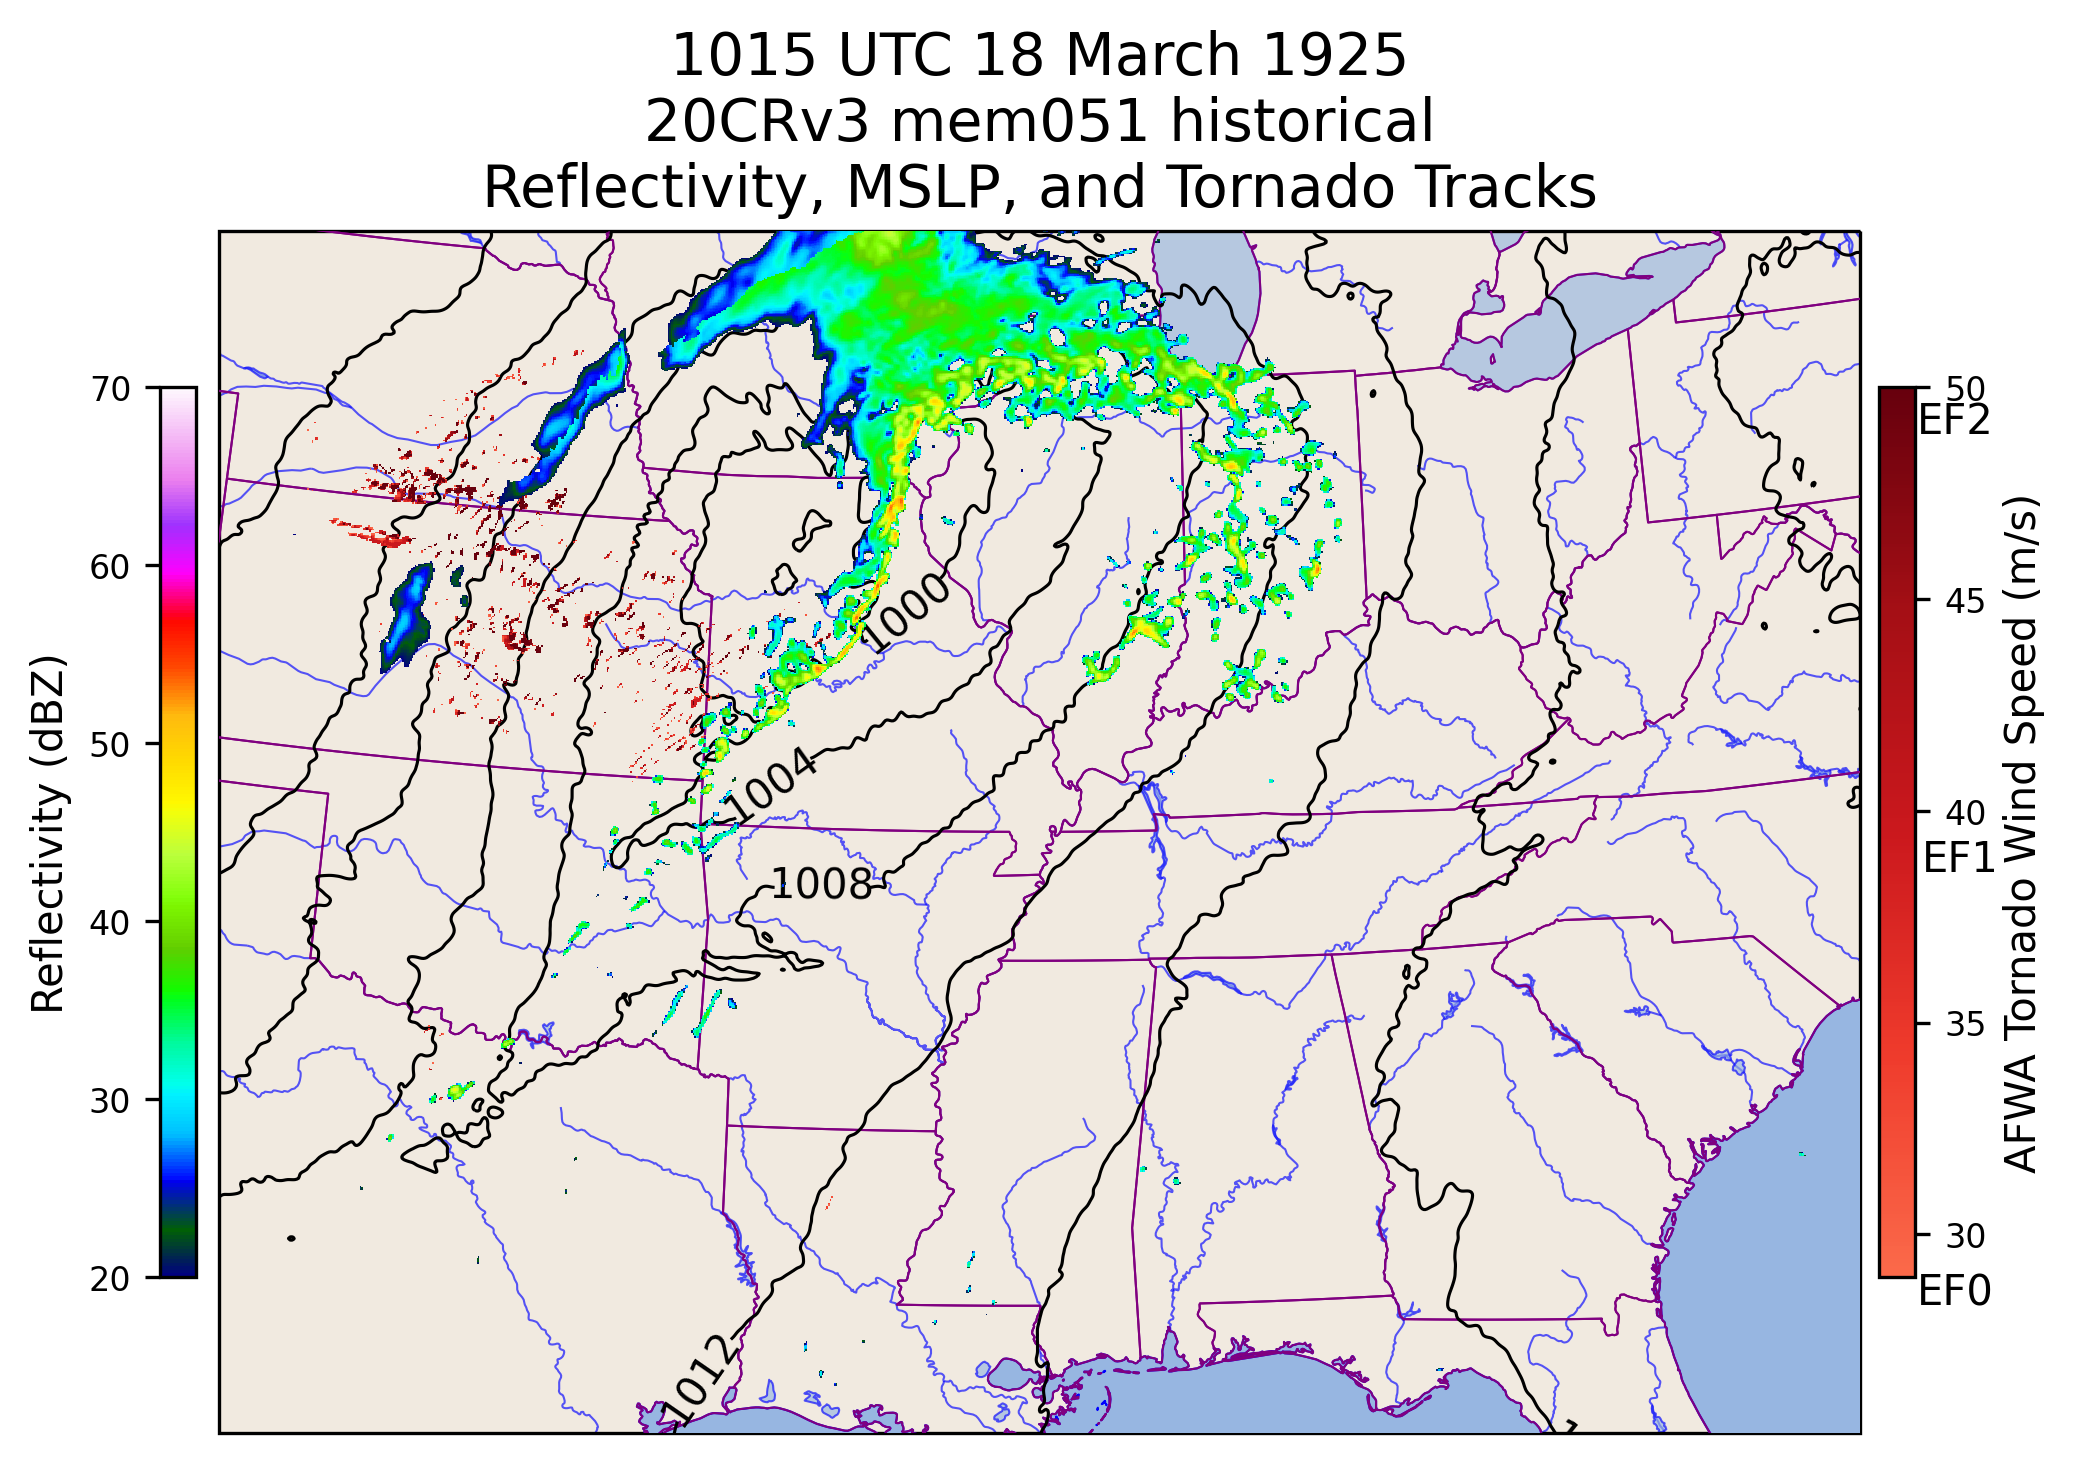 1015 UTC 18 March 1925
20CRv3 mem051 historical
Reflectivity, MSLP, and Tornado Tracks
70
60
50
40
30
20
Reflectivity (dBZ)
1000
1004
1008
1012
50
EF2
45
40
EF1
35
30
EF0
AFWA Tornado Wind Speed (m/s)